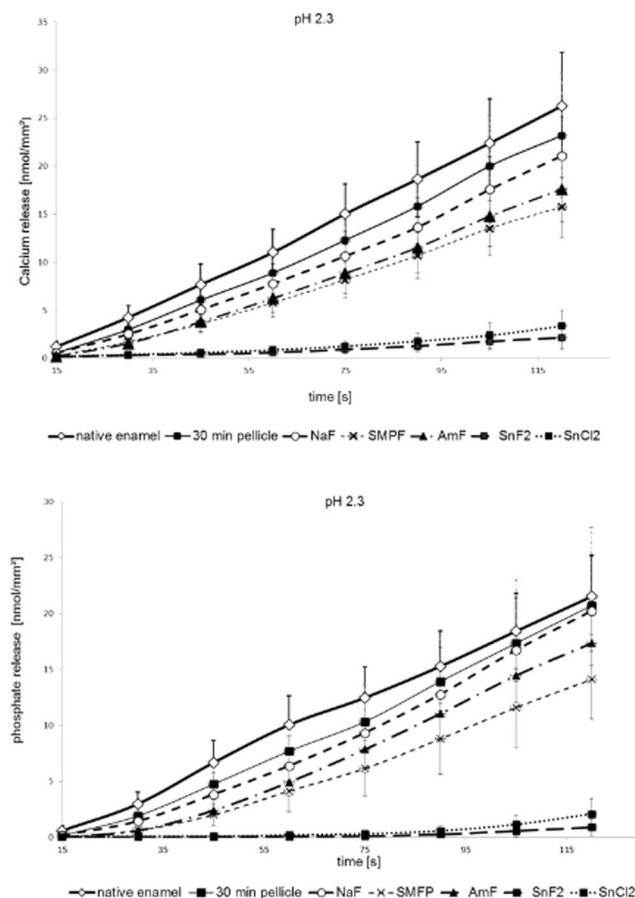 pH 2.3
35
30
25
20
15
10
5
0
Calcium release [nmol/mm²]
15 35 55 75 95 115
time [s]
native enamel 30 min pellicle NaF SMPF AmF SnF2 SnCl2
pH 2.3
30
25
20
15
10
5
0
phosphate release [nmol/mm²]
15 35 55 75 95 115
time [s]
native enamel 30 min pellicle NaF SMFP AmF SnF2 SnCl2